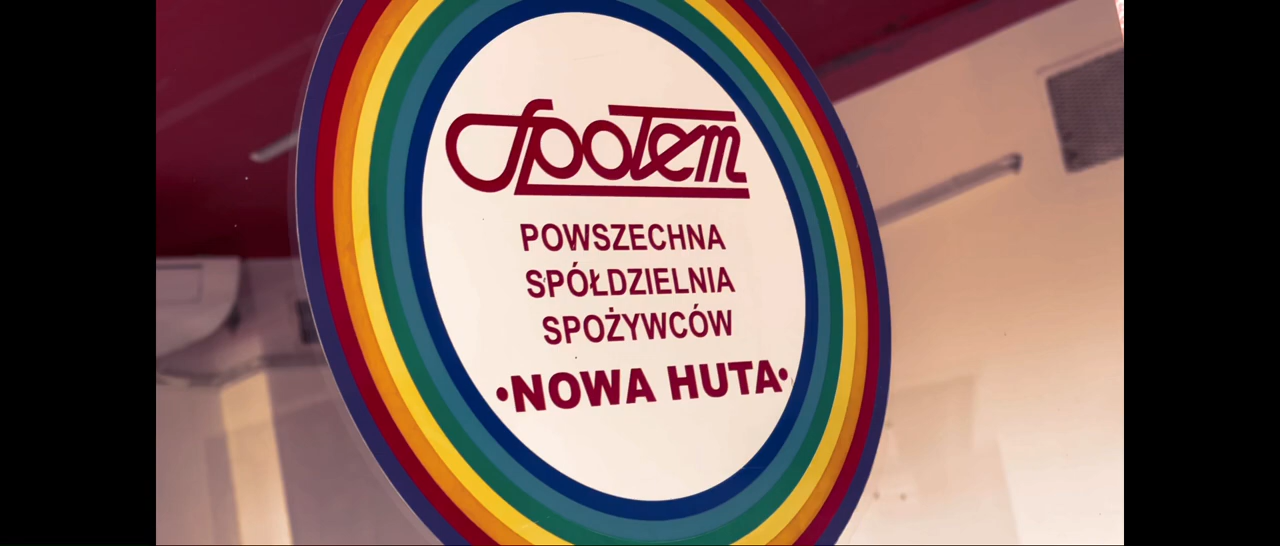 Społem
POWSZECHNA
SPÓŁDZIELNIA
SPOŻYWCÓW
•NOWA HUTA•